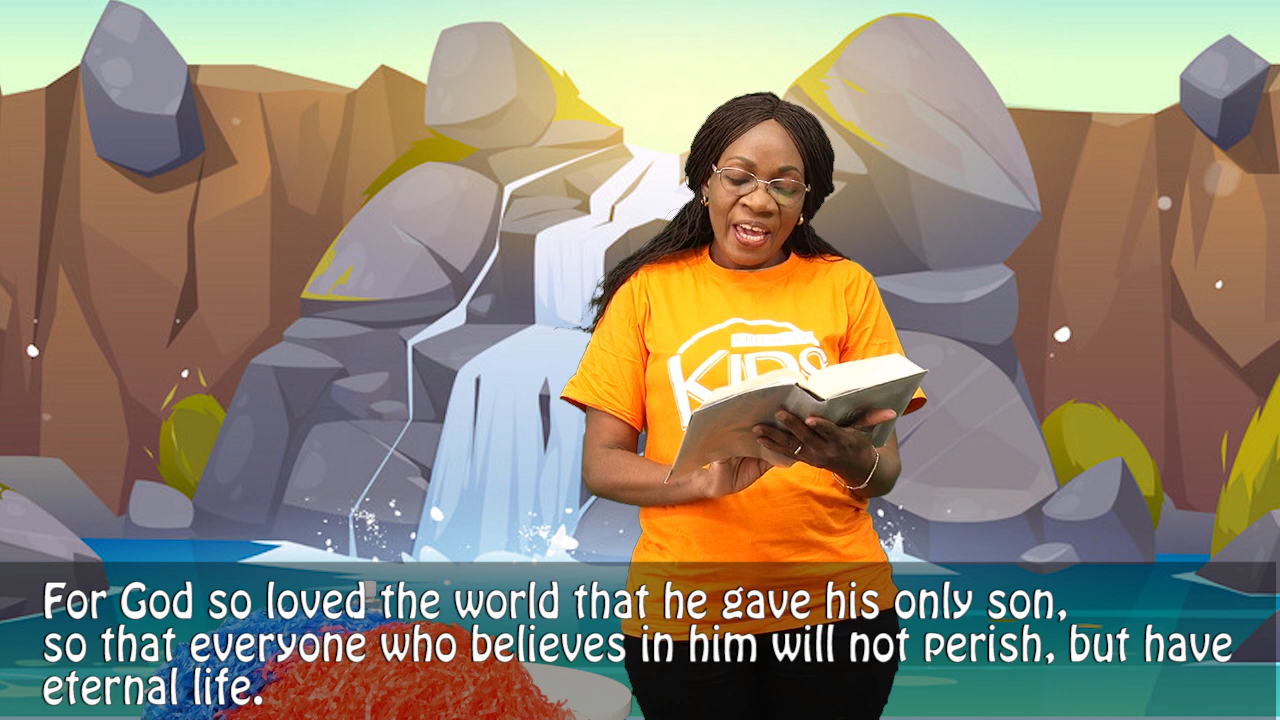 KIDS
For God so loved the world that he gave his only son,
so that everyone who believes in him will not perish, but have
eternal life.